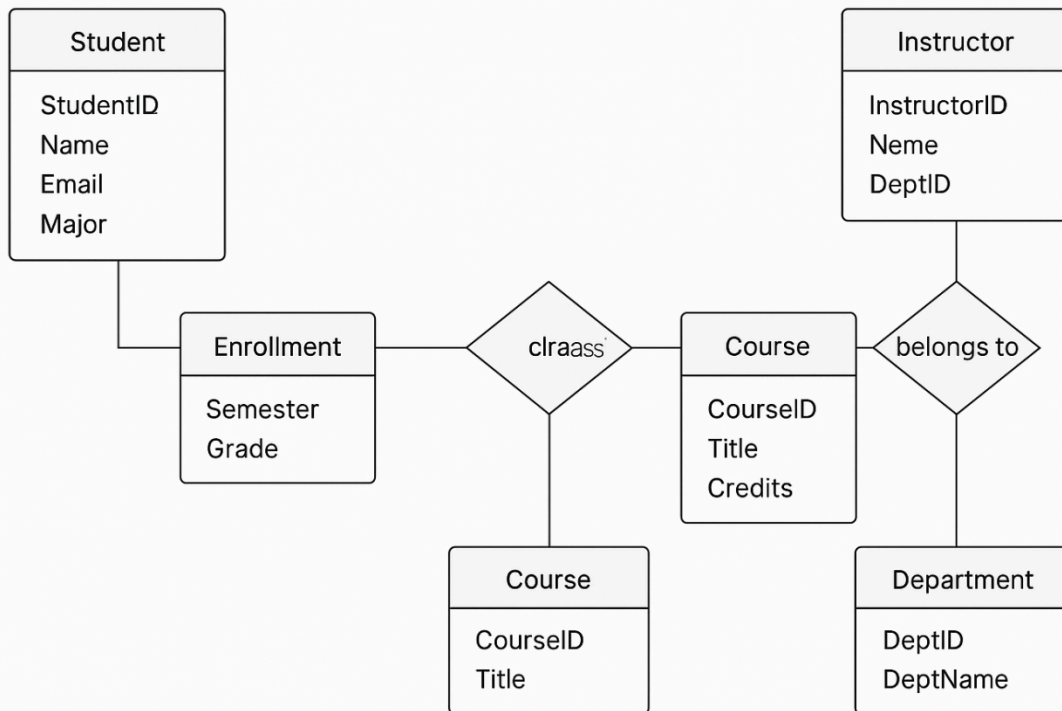 Student
StudentID
Name
Email
Major
Instructor
InstructorID
Neme
DeptID
Enrollment
Semester
Grade
clraass
Course
CourseID
Title
Credits
belongs to
Course
CourseID
Title
Department
DeptID
DeptName